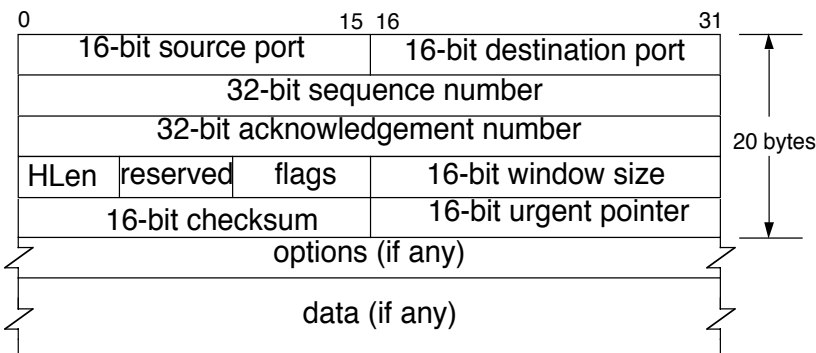 0 15 16 31
16-bit source port 16-bit destination port
32-bit sequence number
32-bit acknowledgement number
20 bytes
HLen reserved flags 16-bit window size
16-bit checksum 16-bit urgent pointer
options (if any)
data (if any)